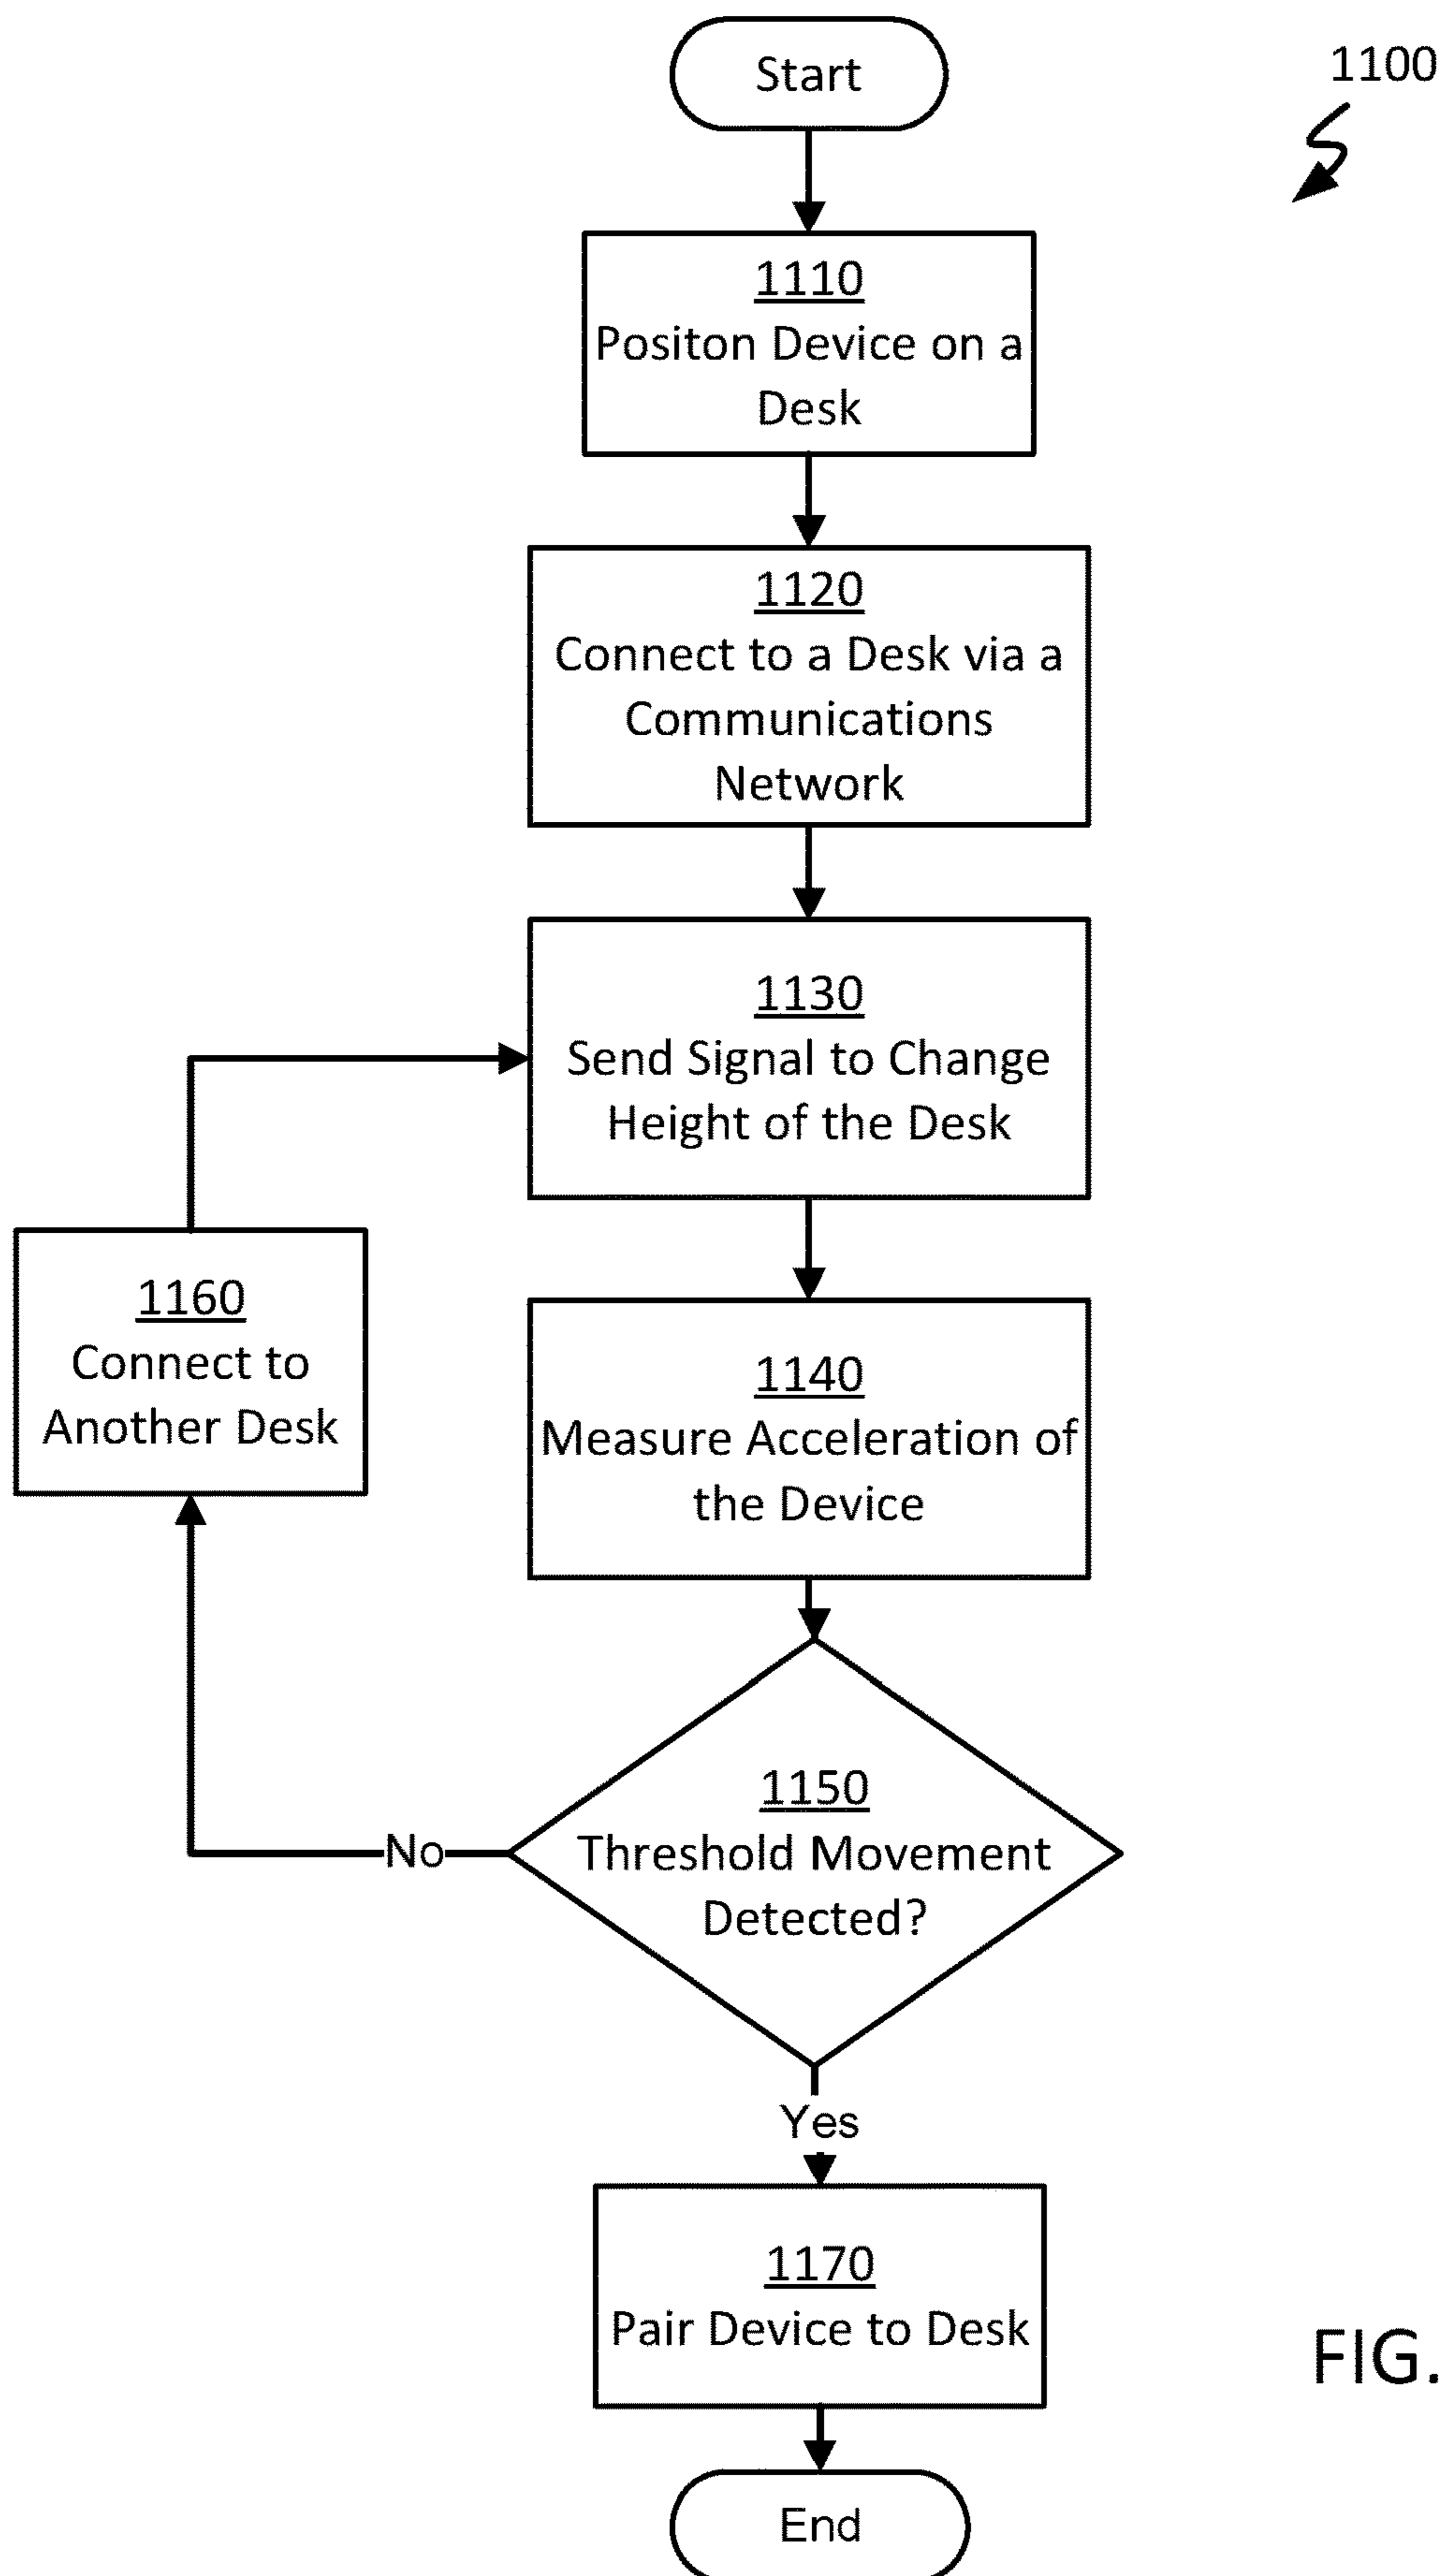 Start
1100
1110
Positon Device on a
Desk
1120
Connect to a Desk via a
Communications
Network
1130
Send Signal to Change
Height of the Desk
1160
Connect to
Another Desk
1140
Measure Acceleration of
the Device
1150
Threshold Movement
Detected?
No
Yes
1170
Pair Device to Desk
FIG.
End